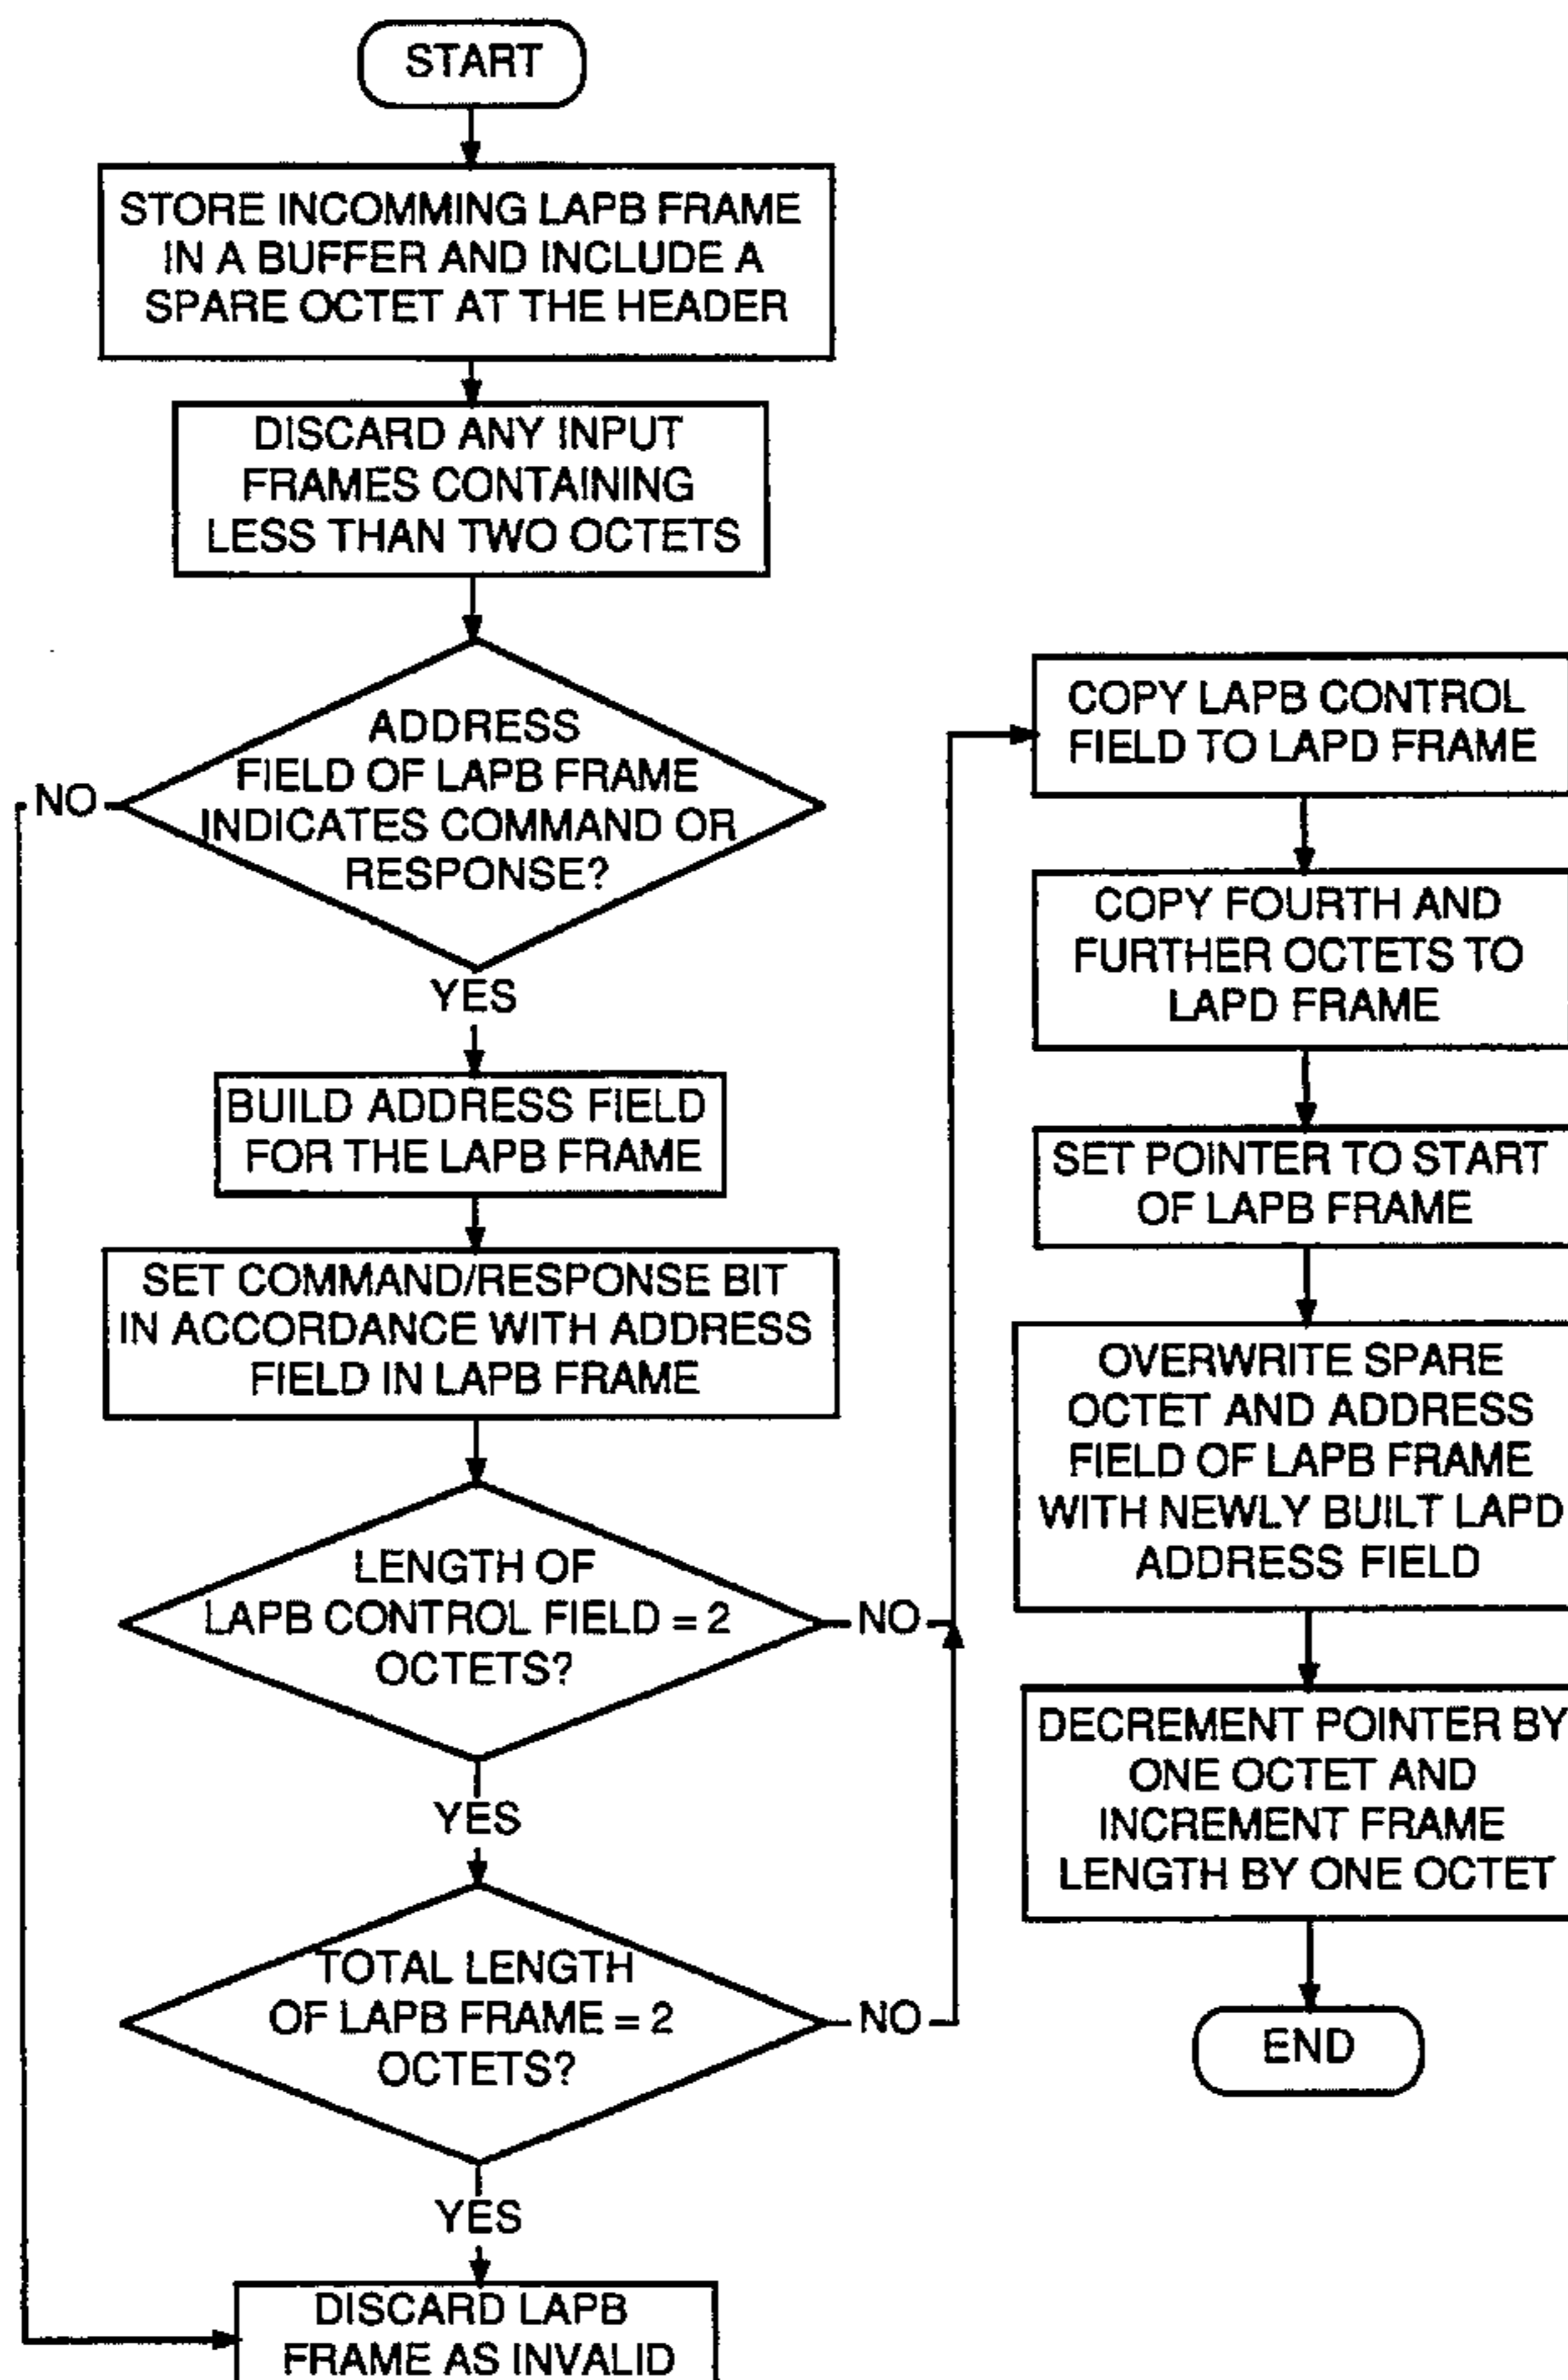 START
STORE INCOMMING LAPB FRAME
IN A BUFFER AND INCLUDE A
SPARE OCTET AT THE HEADER
DISCARD ANY INPUT
FRAMES CONTAINING
LESS THAN TWO OCTETS
ADDRESS
FIELD OF LAPB FRAME
INDICATES COMMAND OR
RESPONSE?
NO
YES
BUILD ADDRESS FIELD
FOR THE LAPB FRAME
SET COMMAND/RESPONSE BIT
IN ACCORDANCE WITH ADDRESS
FIELD IN LAPB FRAME
LENGTH OF
LAPB CONTROL FIELD = 2
OCTETS?
NO
YES
TOTAL LENGTH
OF LAPB FRAME = 2
OCTETS?
NO
YES
DISCARD LAPB
FRAME AS INVALID
COPY LAPB CONTROL
FIELD TO LAPD FRAME
COPY FOURTH AND
FURTHER OCTETS TO
LAPD FRAME
SET POINTER TO START
OF LAPB FRAME
OVERWRITE SPARE
OCTET AND ADDRESS
FIELD OF LAPB FRAME
WITH NEWLY BUILT LAPD
ADDRESS FIELD
DECREMENT POINTER BY
ONE OCTET AND
INCREMENT FRAME
LENGTH BY ONE OCTET
END